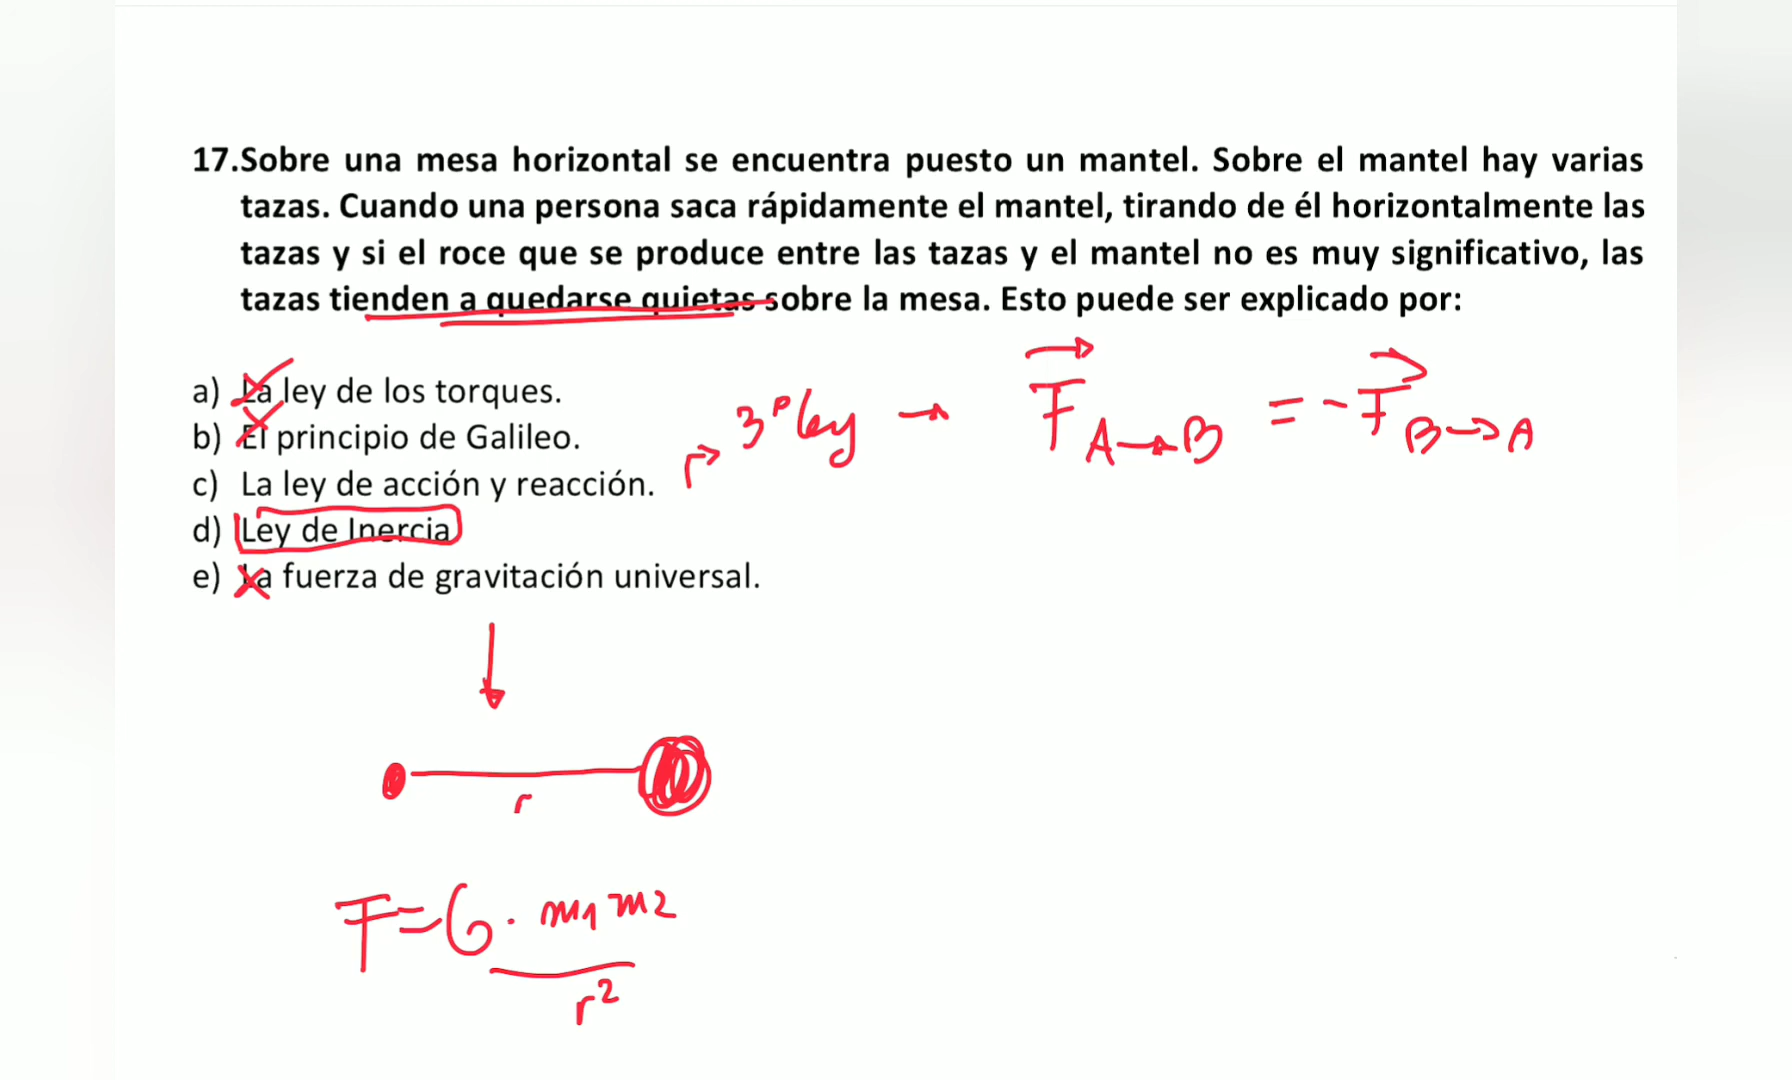 17.Sobre una mesa horizontal se encuentra puesto un mantel. Sobre el mantel hay varias
tazas. Cuando una persona saca rápidamente el mantel, tirando de él horizontalmente las
tazas y si el roce que se produce entre las tazas y el mantel no es muy significativo, las
tazas tienden a quedarse quietas sobre la mesa. Esto puede ser explicado por:
a) La ley de los torques.
b) El principio de Galileo.
c) La ley de acción y reacción.
3º ley → F A→B = -F B→A
d) Ley de Inercia
e) La fuerza de gravitación universal.
r
F=G. m1 m2
r2